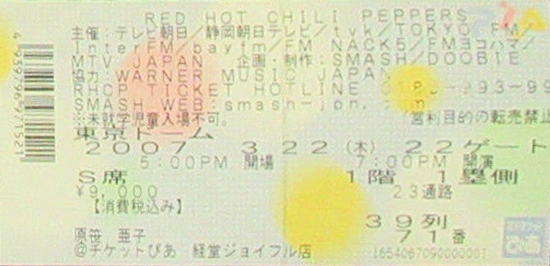 RED HOT CHILI PEPPERS
主催：テレビ朝日／静岡朝日テレビ／tvk／TOKYO FM／
InterFM／bayfm／FM NACK5／FMヨコハマ／
MTV JAPAN 企画・制作：SMASH／DOOBIE
協力：WARNER MUSIC JAPAN
RHCP TICKET HOTLINE
SMASH WEB：smash-jpn.
※未就学児童入場不可。 営利目的の転売禁止
東京ドーム
2007 3.22（木） 22ゲート
5：00PM 開場 7：00PM 開演
S席 1階 1塁側
¥9,000 23通路
【消費税込み】
39列
71番
原笹 亜子
@チケットぴあ 経堂ジョイフル店
ぴあ